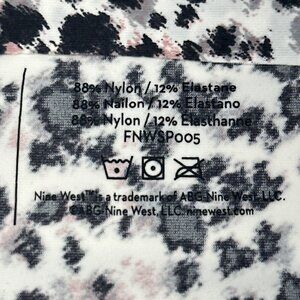 88% Nylon / 12% Elastane
88% Nailon / 12% Elastano
88% Nylon / 12% Elasthanne
FNWSP005
Nine West™ is a trademark of ABG-Nine West, LLC.
©ABG-Nine West, LLC. ninewest.com